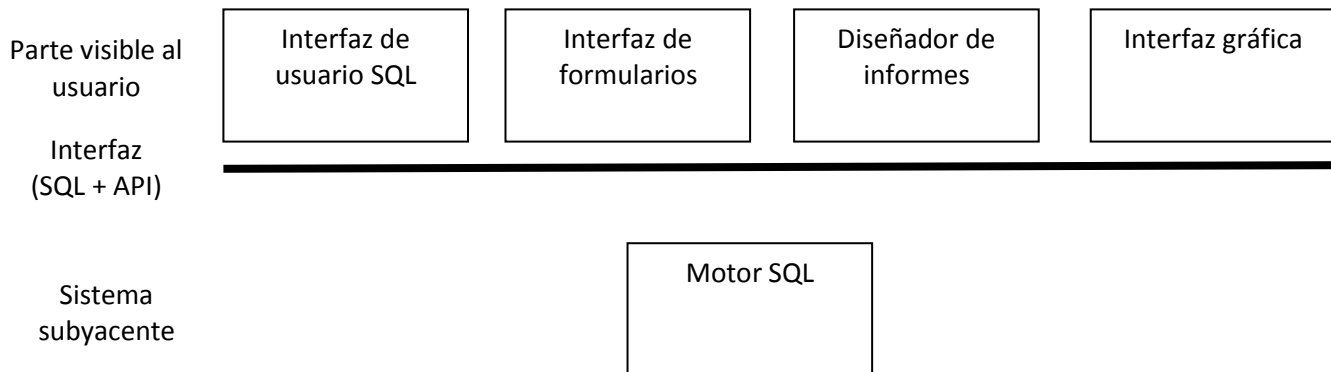 Parte visible al
usuario
Interfaz de
usuario SQL
Interfaz de
formularios
Diseñador de
informes
Interfaz gráfica
Interfaz
(SQL + API)
Motor SQL
Sistema
subyacente